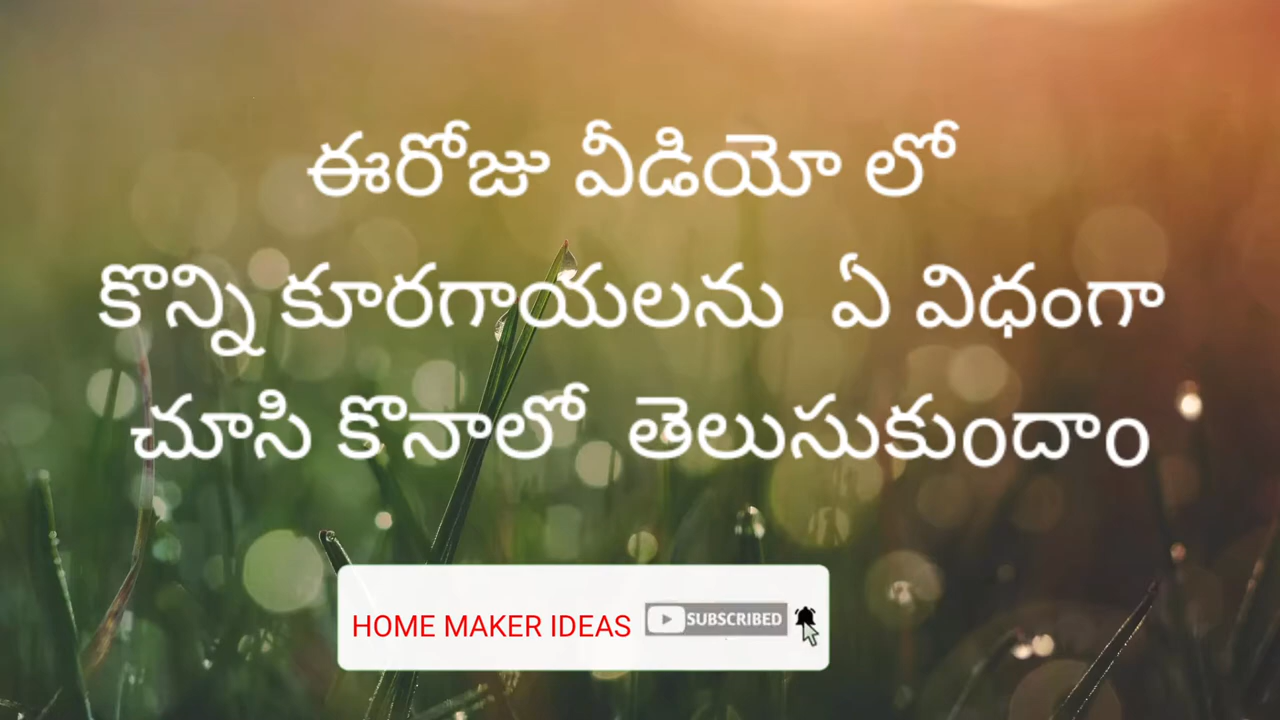 ఈరోజు వీడియో లో
కొన్ని కూరగాయలను ఏ విధంగా
చూసి కొనాలో తెలుసుకుందాం
HOME MAKER IDEAS SUBSCRIBED